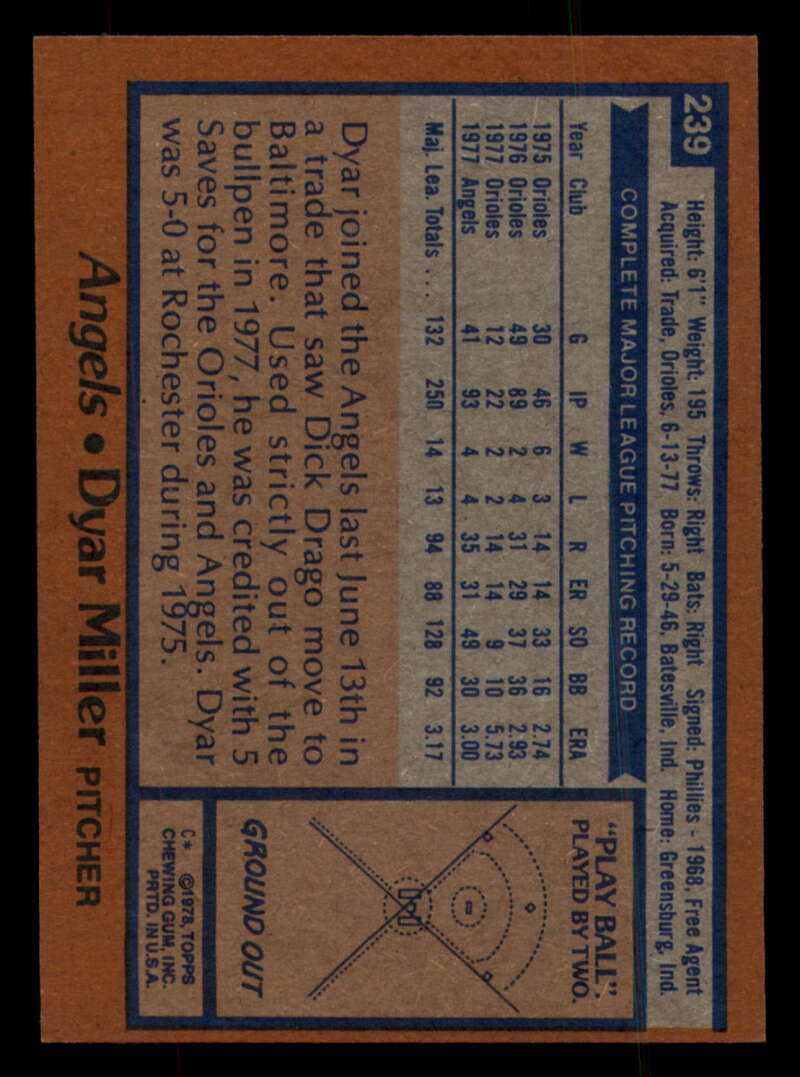 239
Height: 6'1" Weight: 195 Throws: Right Bats: Right Signed: Phillies - 1968, Free Agent
Acquired: Trade, Orioles, 6-13-77. Born: 5-29-46, Batesville, Ind. Home: Greensburg, Ind.
COMPLETE MAJOR LEAGUE PITCHING RECORD
Year Club G IP W L R ER SO BB ERA
1975 Orioles 30 46 6 3 14 14 33 16 2.74
1976 Orioles 49 89 2 4 31 29 37 36 2.93
1977 Orioles 12 22 2 2 14 14 9 10 5.73
1977 Angels 41 93 4 4 35 31 49 30 3.00
Maj. Lea. Totals . . . 132 250 14 13 94 88 128 92 3.17
Dyar joined the Angels last June 13th in
a trade that saw Dick Drago move to
Baltimore. Used strictly out of the
bullpen in 1977, he was credited with 5
Saves for the Orioles and Angels. Dyar
was 5-0 at Rochester during 1975.
"PLAY BALL".
PLAYED BY TWO.
GROUND OUT
C* ©1978, TOPPS
CHEWING GUM, INC.
PRTD. IN U.S.A.
Angels • Dyar Miller PITCHER